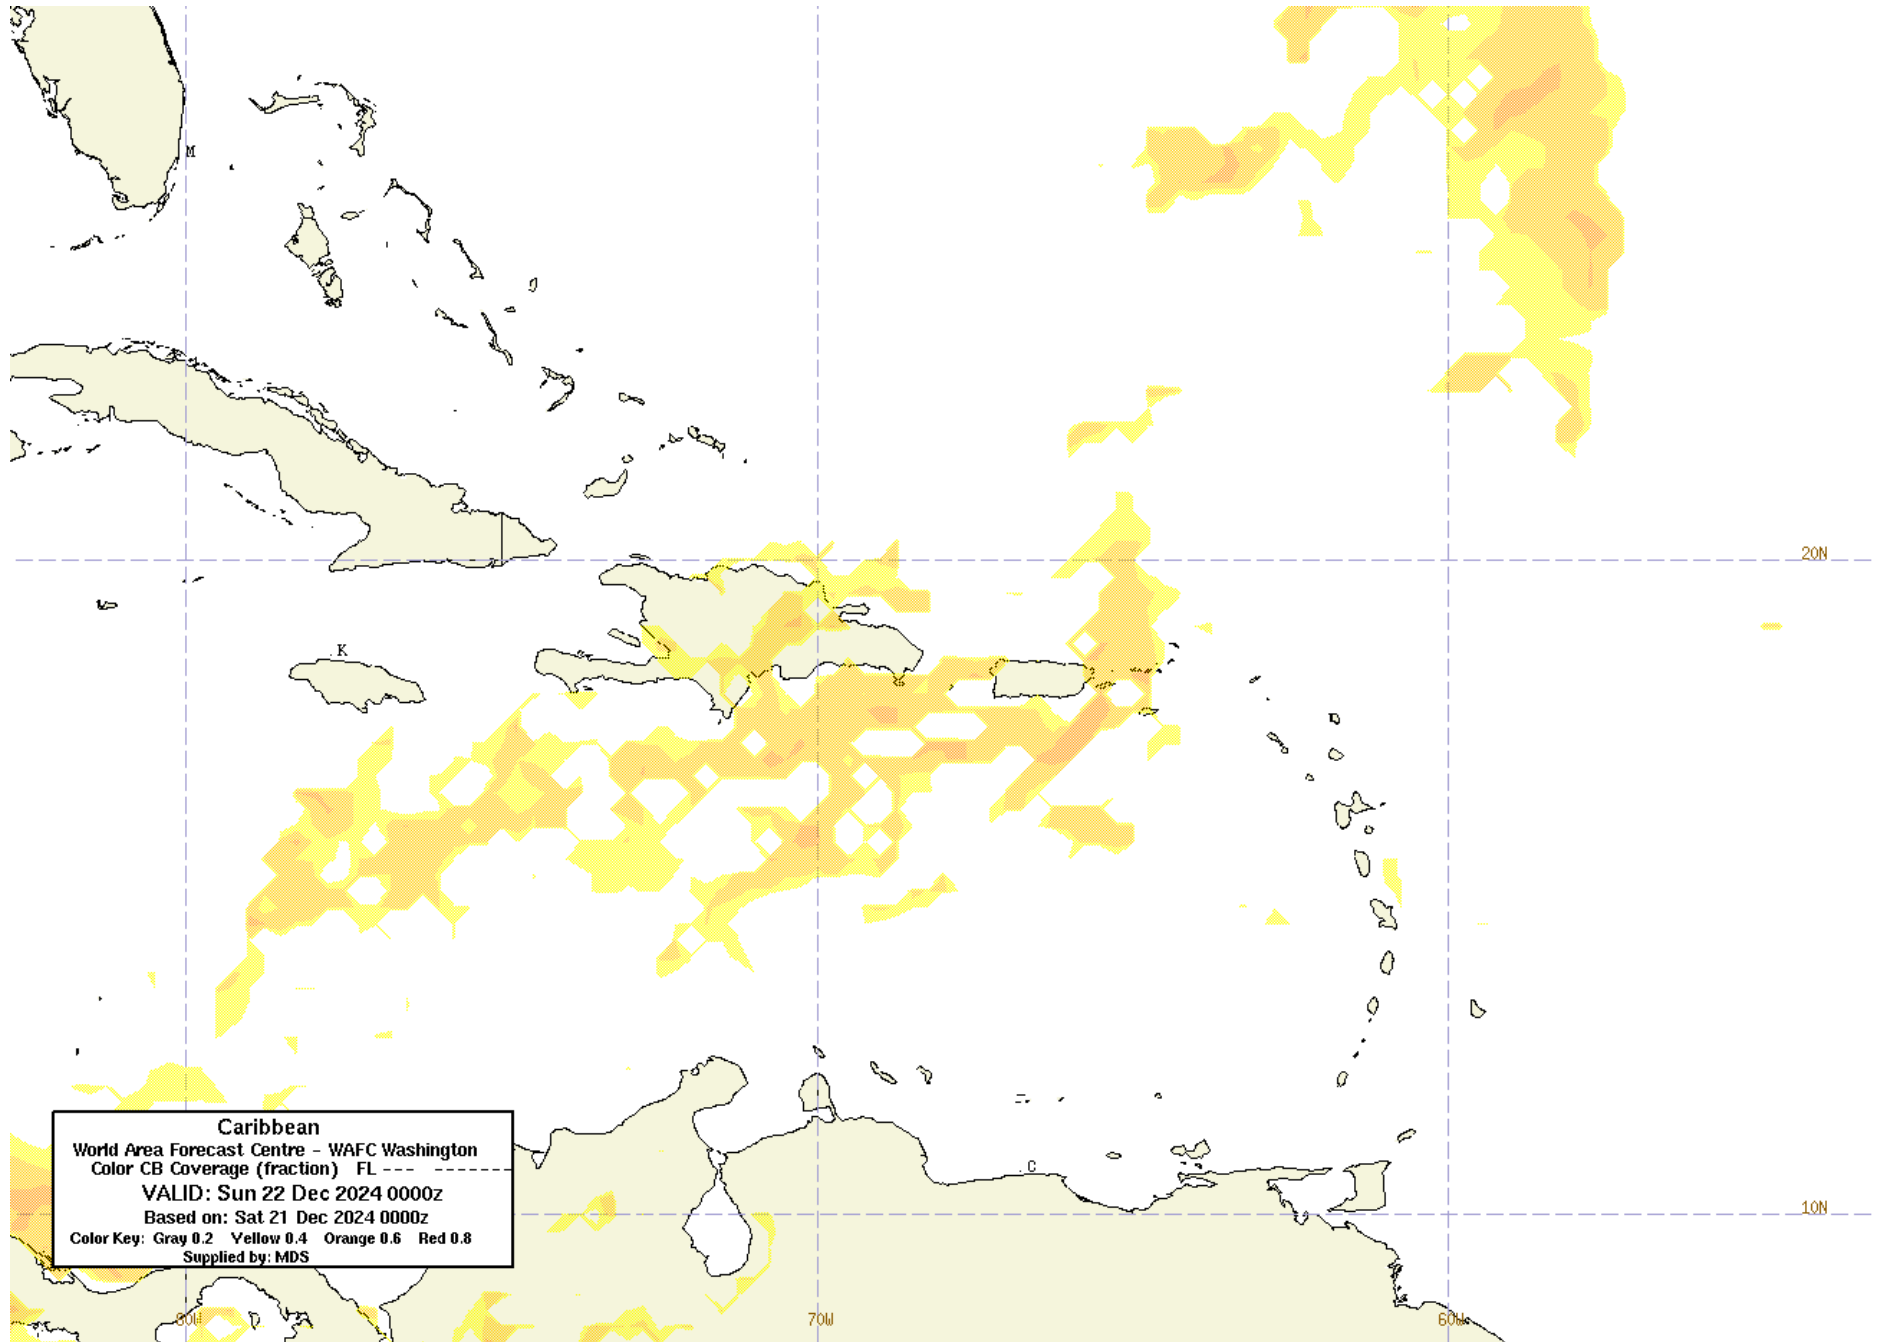 M
20N
K
C
Caribbean
World Area Forecast Centre - WAFC Washington
Color CB Coverage (fraction) FL --- -------
VALID: Sun 22 Dec 2024 0000z
Based on: Sat 21 Dec 2024 0000z
Color Key: Gray 0.2 Yellow 0.4 Orange 0.6 Red 0.8
Supplied by: MDS
10N
80W 70W 60W